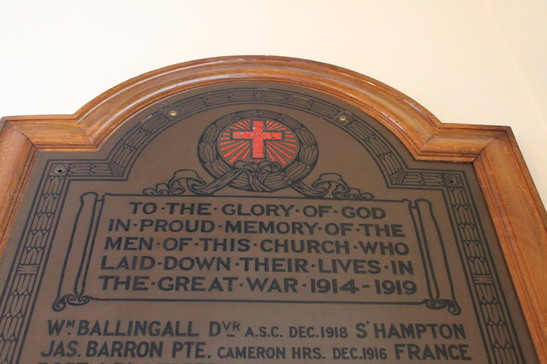 TO·THE·GLORY·OF·GOD
IN·PROUD·MEMORY·OF·THE
MEN·OF·THIS·CHURCH·WHO
LAID·DOWN·THEIR·LIVES·IN
THE·GREAT·WAR·1914-1919
Wᴹ BALLINGALL Dᵛᴿ A.S.C. DEC.1918 S'HAMPTON
JAS. BARRON PTE. CAMERON HRS. DEC.1916 FRANCE